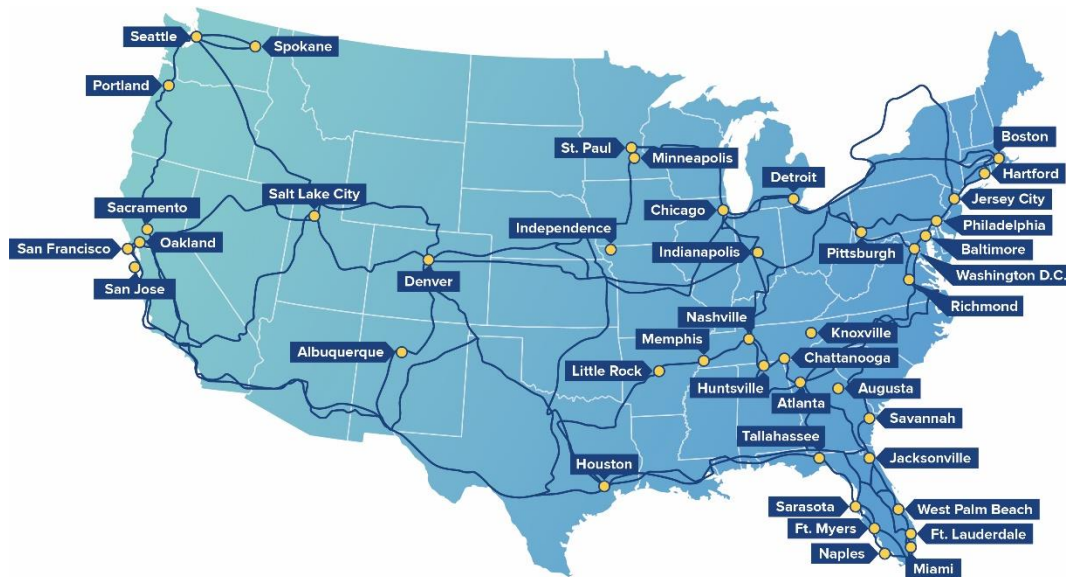 Seattle
Spokane
Portland
St. Paul
Minneapolis
Boston
Detroit
Hartford
Salt Lake City
Jersey City
Sacramento
Chicago
Philadelphia
San Francisco
Oakland
Independence
Indianapolis
Pittsburgh
Baltimore
Denver
Washington D.C.
San Jose
Richmond
Nashville
Knoxville
Memphis
Albuquerque
Chattanooga
Little Rock
Huntsville
Augusta
Atlanta
Savannah
Tallahassee
Houston
Jacksonville
Sarasota
West Palm Beach
Ft. Myers
Ft. Lauderdale
Naples
Miami